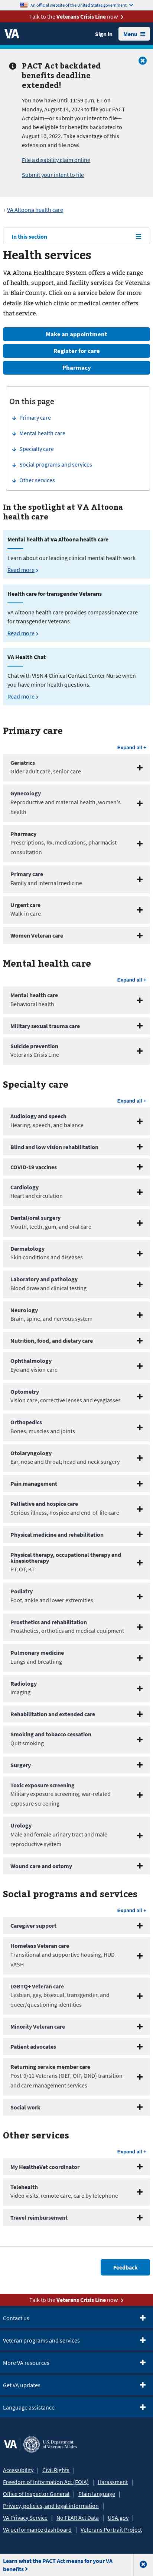 An official website of the United States government.
Talk to the Veterans Crisis Line now
VA
Sign in
Menu
PACT Act backdated
benefits deadline
extended!
You now have until 11:59 p.m. ET on
Monday, August 14, 2023 to file your PACT
Act claim—or submit your intent to file—
and, if we grant your claim, you may
receive benefits backdated to August
10, 2022. Take advantage of this new
timeline!
File a disability claim online
Submit your intent to file
VA Altoona health care
In this section
Health services
VA Altona Healthcare System offers a wide range
of health, support, and facility services for Veterans
in Blair County. Click on a service below for more
details like which clinic or medical center offers
that service.
Make an appointment
Register for care
Pharmacy
On this page
Primary care
Mental health care
Specialty care
Social programs and services
Other services
In the spotlight at VA Altoona
health care
Mental health at VA Altoona health care
Learn about our leading clinical mental health work
Read more
Health care for transgender Veterans
VA Altoona health care provides compassionate care
for transgender Veterans
Read more
VA Health Chat
Chat with VISN 4 Clinical Contact Center Nurse when
you have minor health questions.
Read more
Primary care
Expand all +
Geriatrics
Older adult care, senior care
Gynecology
Reproductive and maternal health, women's
health
Pharmacy
Prescriptions, Rx, medications, pharmacist
consultation
Primary care
Family and internal medicine
Urgent care
Walk-in care
Women Veteran care
Mental health care
Expand all +
Mental health care
Behavioral health
Military sexual trauma care
Suicide prevention
Veterans Crisis Line
Specialty care
Expand all +
Audiology and speech
Hearing, speech, and balance
Blind and low vision rehabilitation
COVID-19 vaccines
Cardiology
Heart and circulation
Dental/oral surgery
Mouth, teeth, gum, and oral care
Dermatology
Skin conditions and diseases
Laboratory and pathology
Blood draw and clinical testing
Neurology
Brain, spine, and nervous system
Nutrition, food, and dietary care
Ophthalmology
Eye and vision care
Optometry
Vision care, corrective lenses and eyeglasses
Orthopedics
Bones, muscles and joints
Otolaryngology
Ear, nose and throat; head and neck surgery
Pain management
Palliative and hospice care
Serious illness, hospice and end-of-life care
Physical medicine and rehabilitation
Physical therapy, occupational therapy and
kinesiotherapy
PT, OT, KT
Podiatry
Foot, ankle and lower extremities
Prosthetics and rehabilitation
Prosthetics, orthotics and medical equipment
Pulmonary medicine
Lungs and breathing
Radiology
Imaging
Rehabilitation and extended care
Smoking and tobacco cessation
Quit smoking
Surgery
Toxic exposure screening
Military exposure screening, war-related
exposure screening
Urology
Male and female urinary tract and male
reproductive system
Wound care and ostomy
Social programs and services
Expand all +
Caregiver support
Homeless Veteran care
Transitional and supportive housing, HUD-
VASH
LGBTQ+ Veteran care
Lesbian, gay, bisexual, transgender, and
queer/questioning identities
Minority Veteran care
Patient advocates
Returning service member care
Post-9/11 Veterans (OEF, OIF, OND) transition
and care management services
Social work
Other services
Expand all +
My HealtheVet coordinator
Telehealth
Video visits, remote care, care by telephone
Travel reimbursement
Feedback
Talk to the Veterans Crisis Line now
Contact us
Veteran programs and services
More VA resources
Get VA updates
Language assistance
VA
U.S. Department
of Veterans Affairs
Accessibility
Civil Rights
Freedom of Information Act (FOIA)
Harassment
Office of Inspector General
Plain language
Privacy, policies, and legal information
VA Privacy Service
No FEAR Act Data
USA.gov
VA performance dashboard
Veterans Portrait Project
Learn what the PACT Act means for your VA
benefits